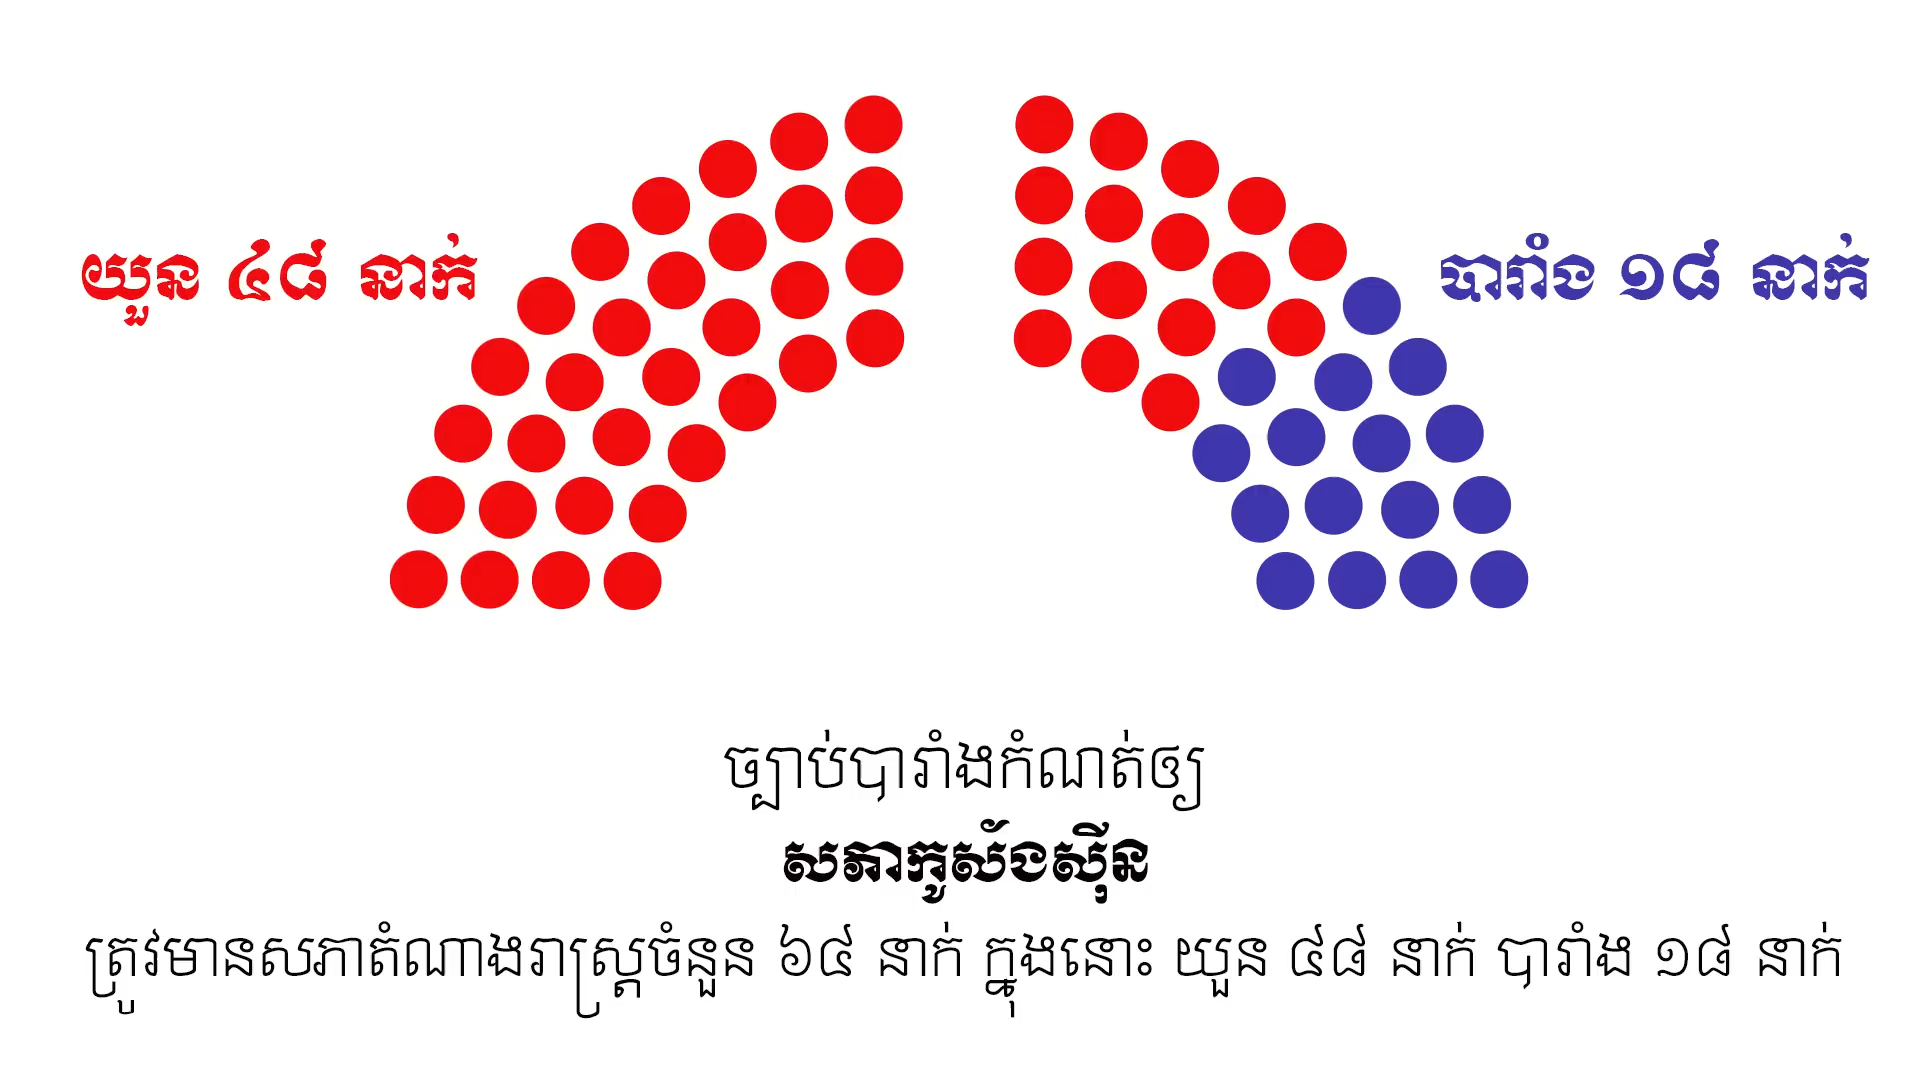 យួន ៤៨ នាក់
បារាំង ១៨ នាក់
ច្បាប់បារាំងកំណត់ឲ្យ
សភាកូស័ងស៊ីន
ត្រូវមានសភាតំណាងរាស្ត្រចំនួន ៦៤ នាក់ ក្នុងនោះ យួន ៤៨ នាក់ បារាំង ១៨ នាក់